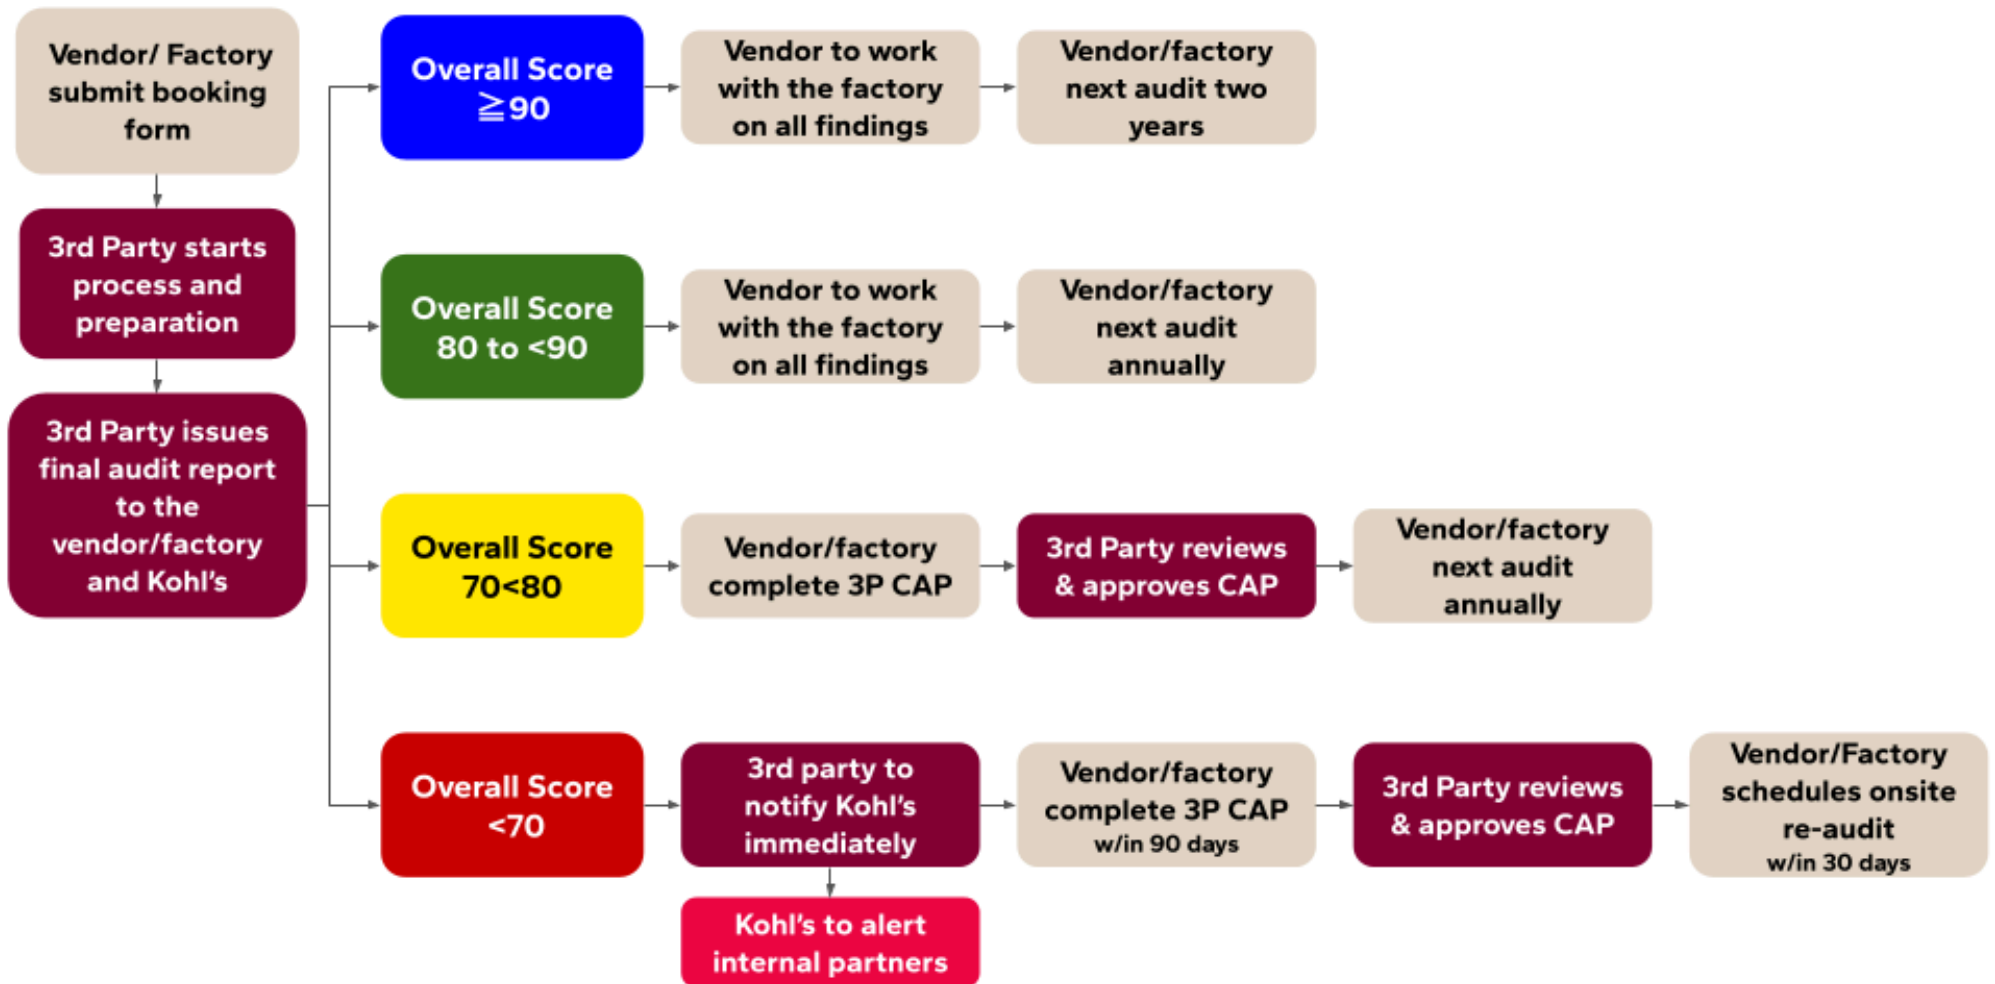 Vendor/ Factory
submit booking
form
3rd Party starts
process and
preparation
3rd Party issues
final audit report
to the
vendor/factory
and Kohl's
Overall Score
≧90
Vendor to work
with the factory
on all findings
Vendor/factory
next audit two
years
Overall Score
80 to <90
Vendor to work
with the factory
on all findings
Vendor/factory
next audit
annually
Overall Score
70<80
Vendor/factory
complete 3P CAP
3rd Party reviews
& approves CAP
Vendor/factory
next audit
annually
Overall Score
<70
3rd party to
notify Kohl's
immediately
Vendor/factory
complete 3P CAP
w/in 90 days
3rd Party reviews
& approves CAP
Vendor/Factory
schedules onsite
re-audit
w/in 30 days
Kohl's to alert
internal partners